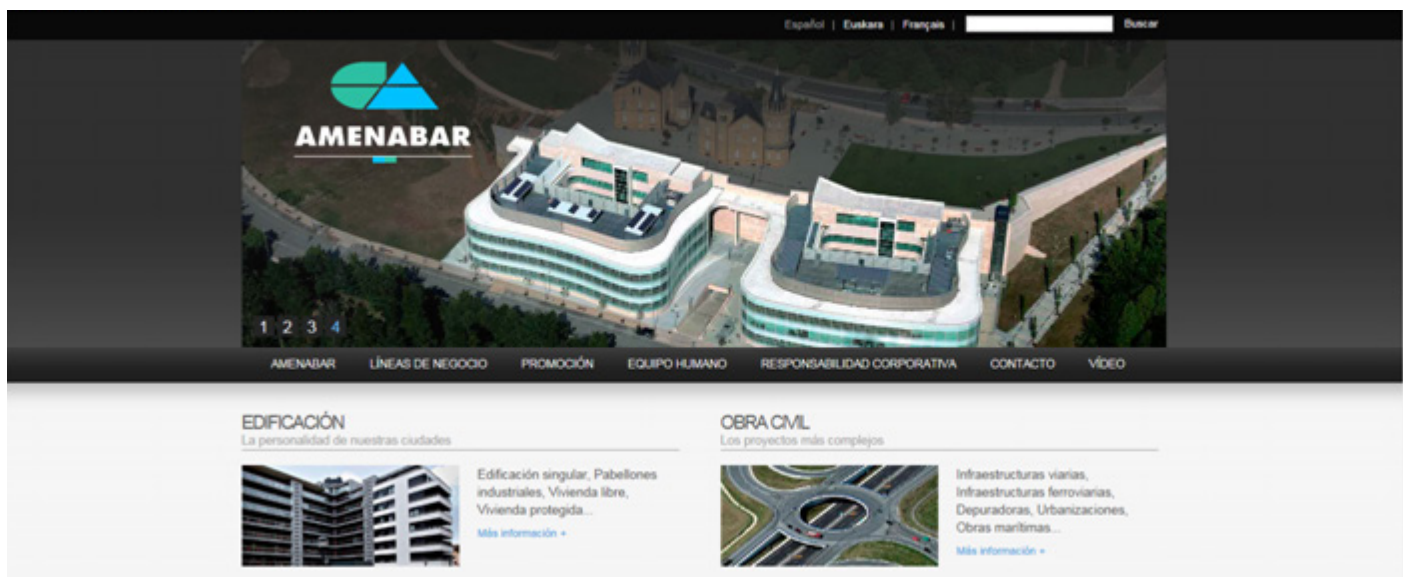 Español | Euskara | Français | Buscar
AMENABAR
1 2 3 4
AMENABAR LÍNEAS DE NEGOCIO PROMOCIÓN EQUIPO HUMANO RESPONSABILIDAD CORPORATIVA CONTACTO VÍDEO
EDIFICACIÓN
La personalidad de nuestras ciudades
Edificación singular, Pabellones
industriales, Vivienda libre,
Vivienda protegida...
Más información +
OBRA CIVIL
Los proyectos más complejos
Infraestructuras viarias,
Infraestructuras ferroviarias,
Depuradoras, Urbanizaciones,
Obras marítimas...
Más información +